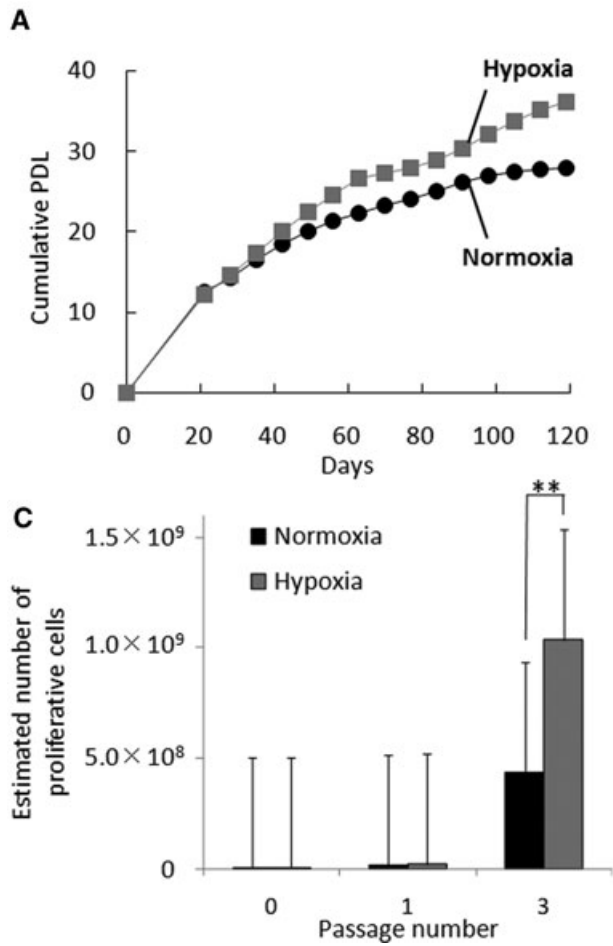 A
40
30
20
10
0
Cumulative PDL
Hypoxia
Normoxia
0 20 40 60 80 100 120
Days
C
Estimated number of
proliferative cells
1.5×10⁹
1.0×10⁹
5.0×10⁸
0
Normoxia
Hypoxia
**
0 1 3
Passage number